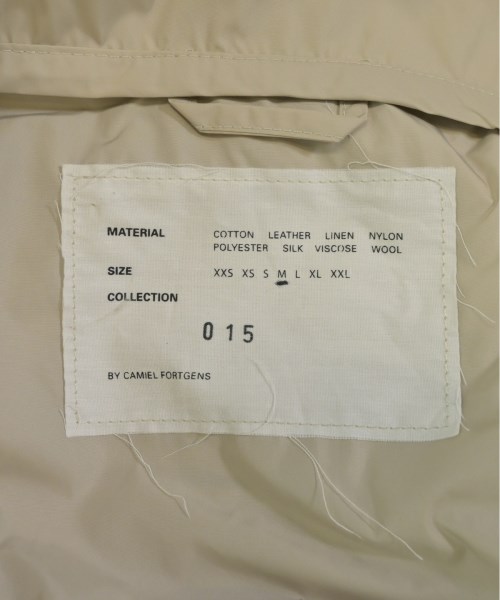 MATERIAL COTTON LEATHER LINEN NYLON
POLYESTER SILK VISCOSE WOOL
SIZE XXS XS S M L XL XXL
COLLECTION
015
BY CAMIEL FORTGENS